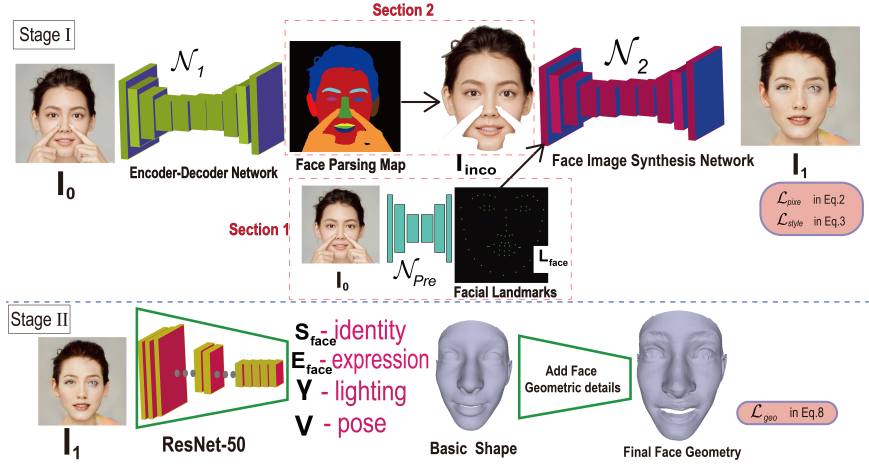 Section 2
Stage I
N1
N2
I0
Encoder-Decoder Network
Face Parsing Map
Iinco
Face Image Synthesis Network
I1
Lpixe in Eq.2
Lstyle in Eq.3
Section 1
I0
NPre
Lface
Facial Landmarks
Stage II
Sface - identity
Eface - expression
Y - lighting
V - pose
I1
ResNet-50
Basic Shape
Add Face
Geometric details
Final Face Geometry
Lgeo in Eq.8